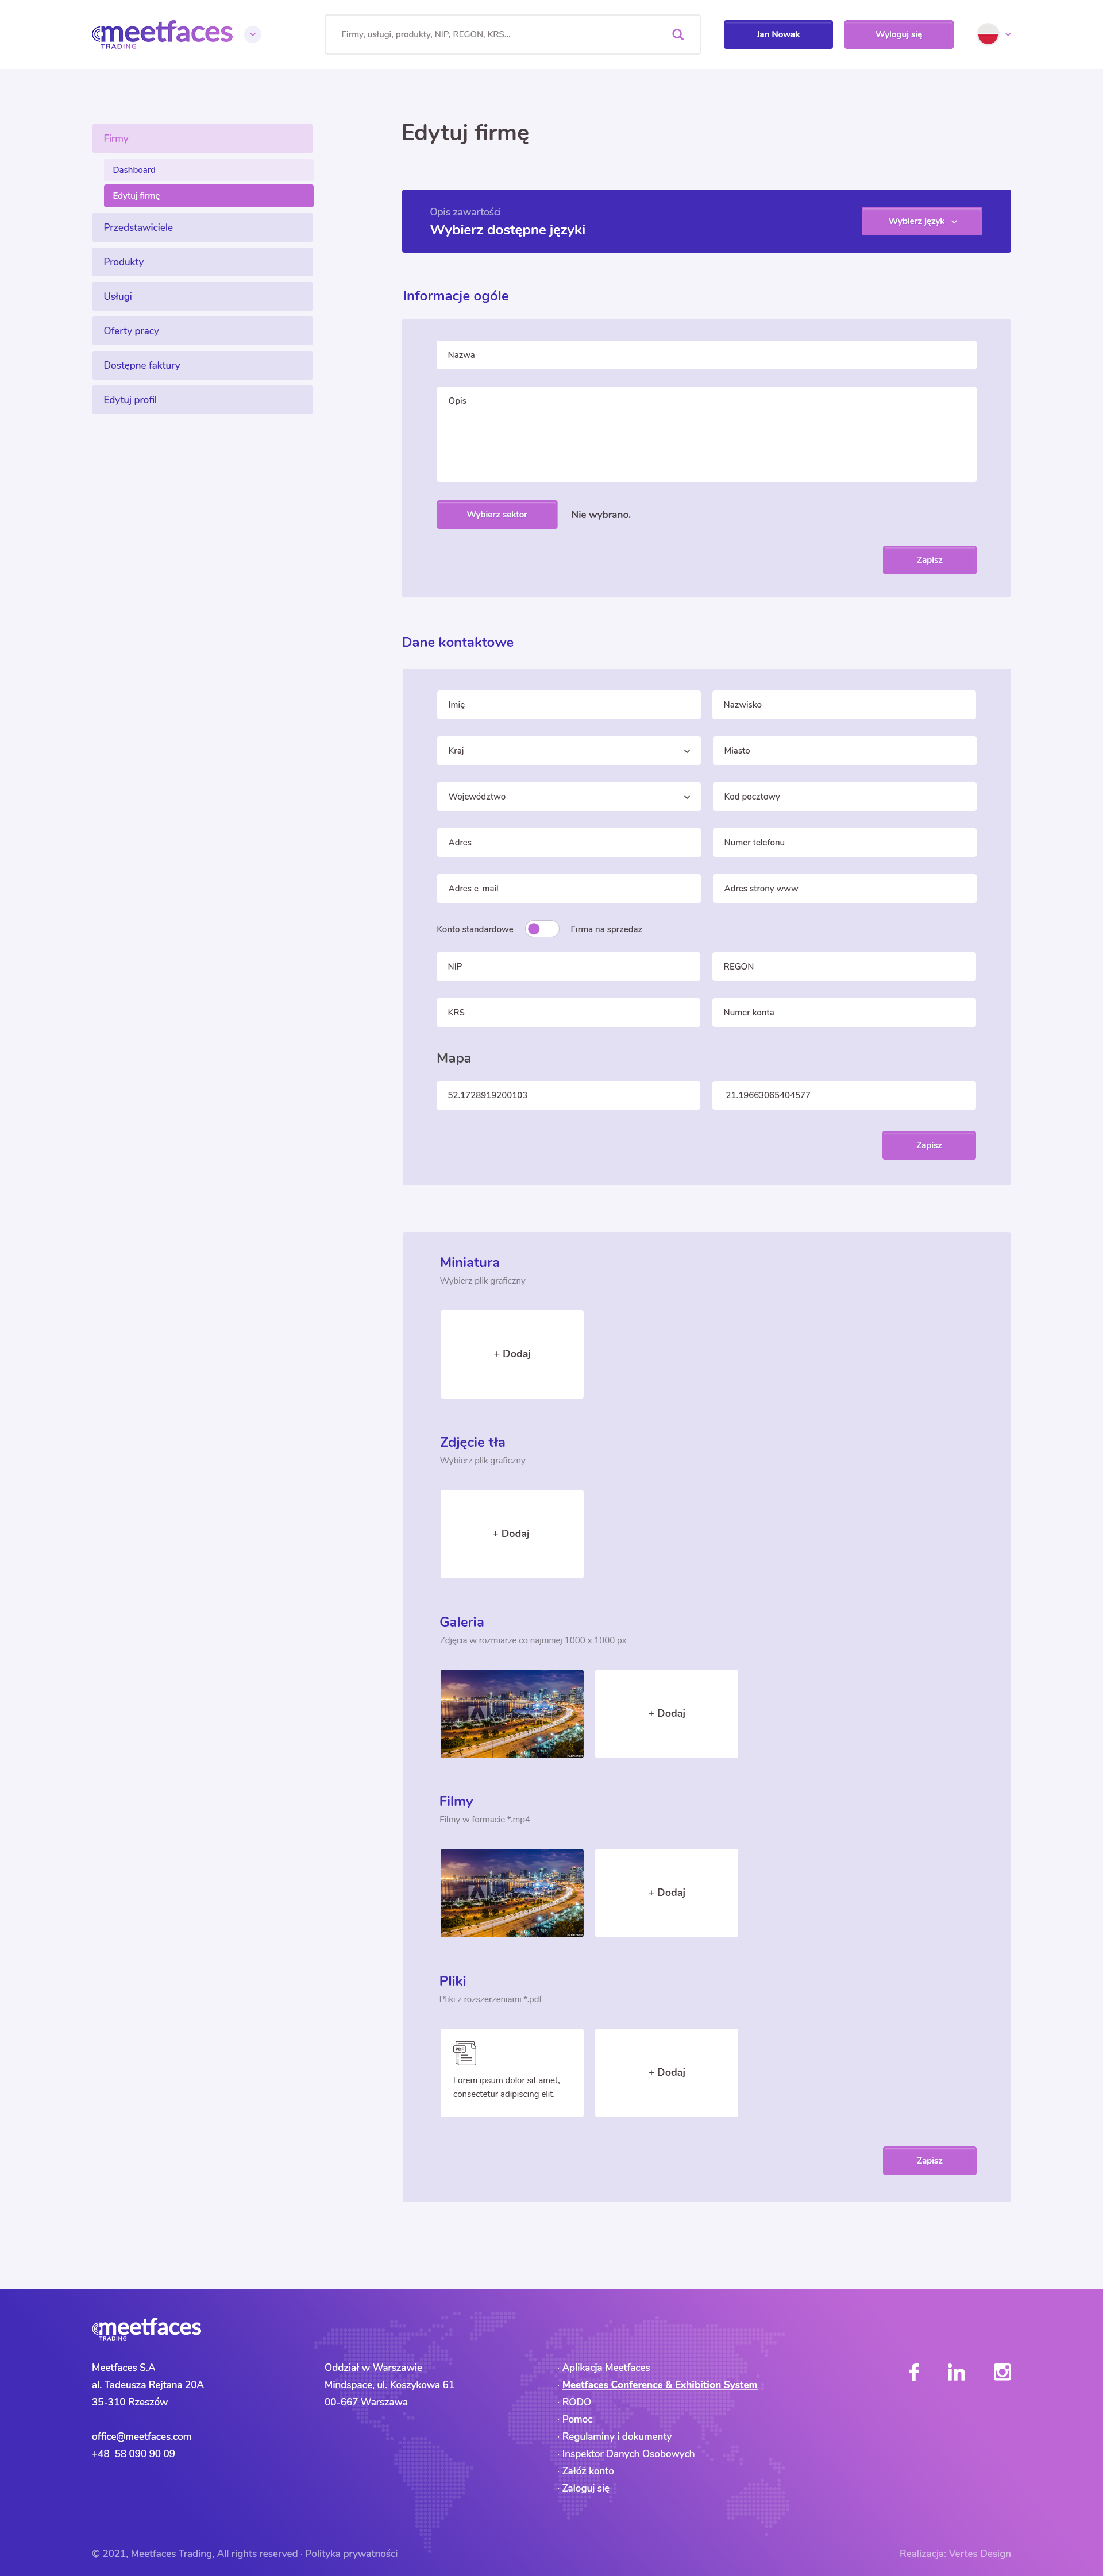 meetfaces
TRADING
Firmy, usługi, produkty, NIP, REGON, KRS...
Jan Nowak
Wyloguj się
Firmy
Dashboard
Edytuj firmę
Przedstawiciele
Produkty
Usługi
Oferty pracy
Dostępne faktury
Edytuj profil
Edytuj firmę
Opis zawartości
Wybierz dostępne języki
Wybierz język
Informacje ogóle
Nazwa
Opis
Wybierz sektor
Nie wybrano.
Zapisz
Dane kontaktowe
Imię
Nazwisko
Kraj
Miasto
Województwo
Kod pocztowy
Adres
Numer telefonu
Adres e-mail
Adres strony www
Konto standardowe
Firma na sprzedaż
NIP
REGON
KRS
Numer konta
Mapa
52.1728919200103
21.19663065404577
Zapisz
Miniatura
Wybierz plik graficzny
+ Dodaj
Zdjęcie tła
Wybierz plik graficzny
+ Dodaj
Galeria
Zdjęcia w rozmiarze co najmniej 1000 x 1000 px
+ Dodaj
Filmy
Filmy w formacie *.mp4
+ Dodaj
Pliki
Pliki z rozszerzeniami *.pdf
PDF
Lorem ipsum dolor sit amet,
consectetur adipiscing elit.
+ Dodaj
Zapisz
meetfaces
TRADING
Meetfaces S.A
al. Tadeusza Rejtana 20A
35-310 Rzeszów
office@meetfaces.com
+48 58 090 90 09
Oddział w Warszawie
Mindspace, ul. Koszykowa 61
00-667 Warszawa
· Aplikacja Meetfaces
· Meetfaces Conference & Exhibition System
· RODO
· Pomoc
· Regulaminy i dokumenty
· Inspektor Danych Osobowych
· Załóż konto
· Zaloguj się
© 2021, Meetfaces Trading, All rights reserved · Polityka prywatności
Realizacja: Vertes Design